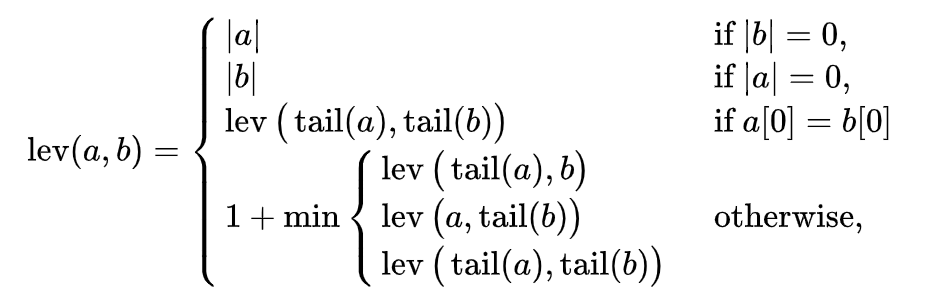 |a| if |b| = 0,
|b| if |a| = 0,
lev ( tail(a), tail(b)) if a[0] = b[0]
lev(a, b) =
lev ( tail(a), b)
1 + min lev (a, tail(b)) otherwise,
lev ( tail(a), tail(b))